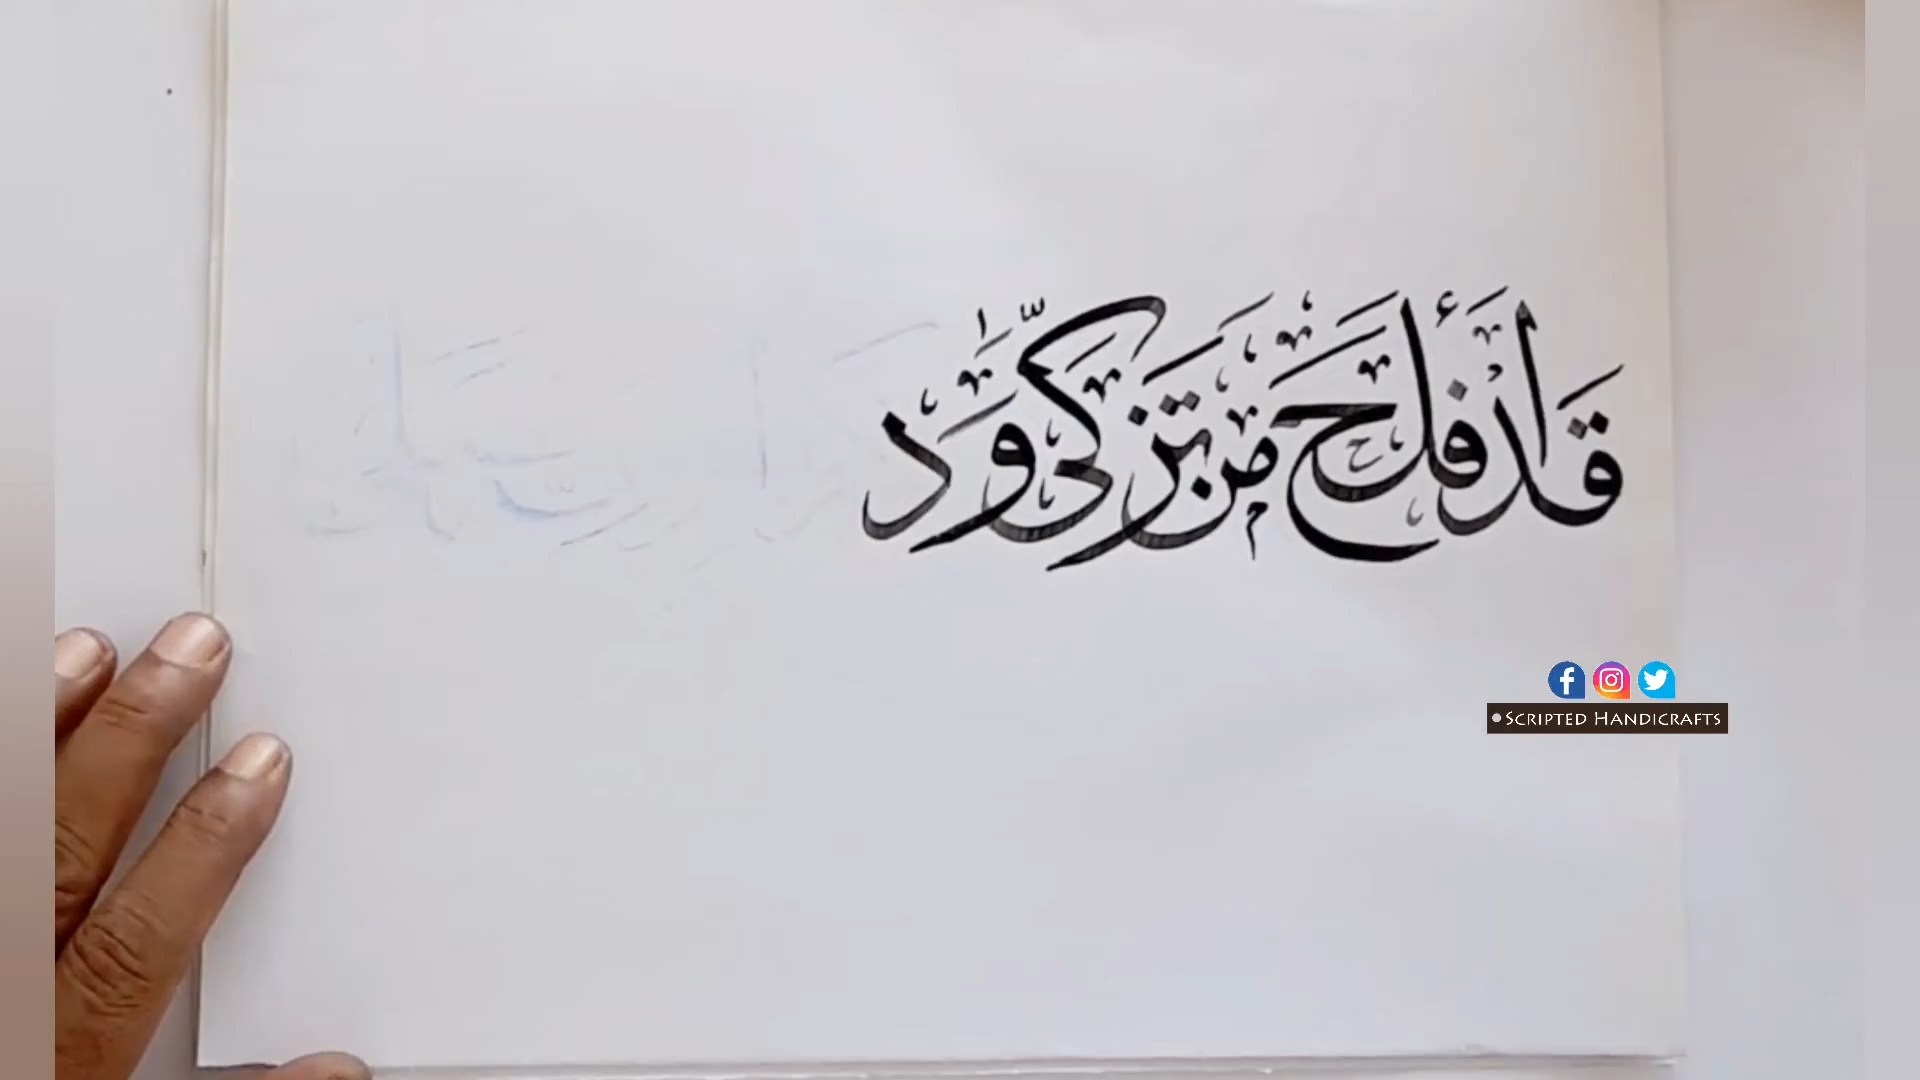 قَدْ أَفْلَحَ مَنْ تَزَكَّىٰ وَذَ
SCRIPTED HANDICRAFTS